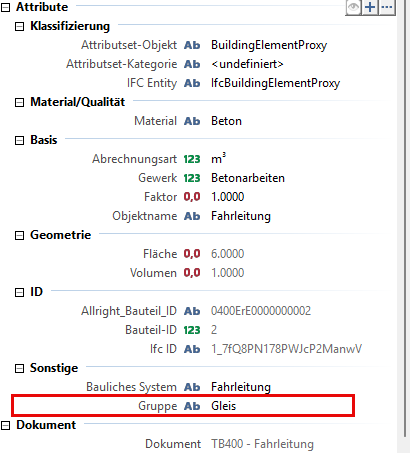 Attribute
Klassifizierung
Attributset-Objekt Ab BuildingElementProxy
Attributset-Kategorie Ab <undefiniert>
IFC Entity Ab IfcBuildingElementProxy
Material/Qualität
Material Ab Beton
Basis
Abrechnungsart 123 m³
Gewerk 123 Betonarbeiten
Faktor 0,0 1.0000
Objektname Ab Fahrleitung
Geometrie
Fläche 0,0 6.0000
Volumen 0,0 1.0000
ID
Allright_Bauteil_ID Ab 0400ErE0000000002
Bauteil-ID 123 2
Ifc ID Ab 1_7fQ8PN178PWJcP2ManwV
Sonstige
Bauliches System Ab Fahrleitung
Gruppe Ab Gleis
Dokument
Dokument TB400 - Fahrleitung